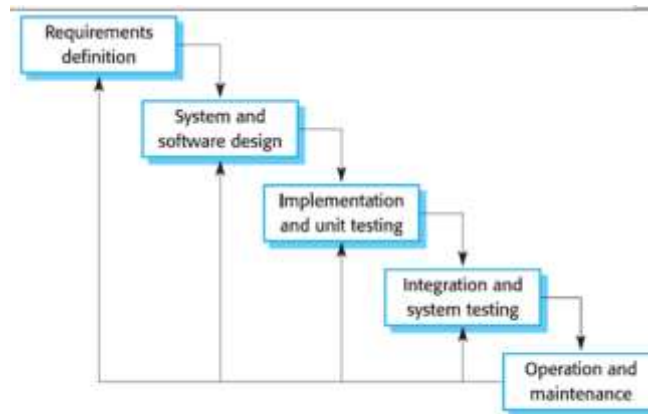 Requirements
definition
System and
software design
Implementation
and unit testing
Integration and
system testing
Operation and
maintenance